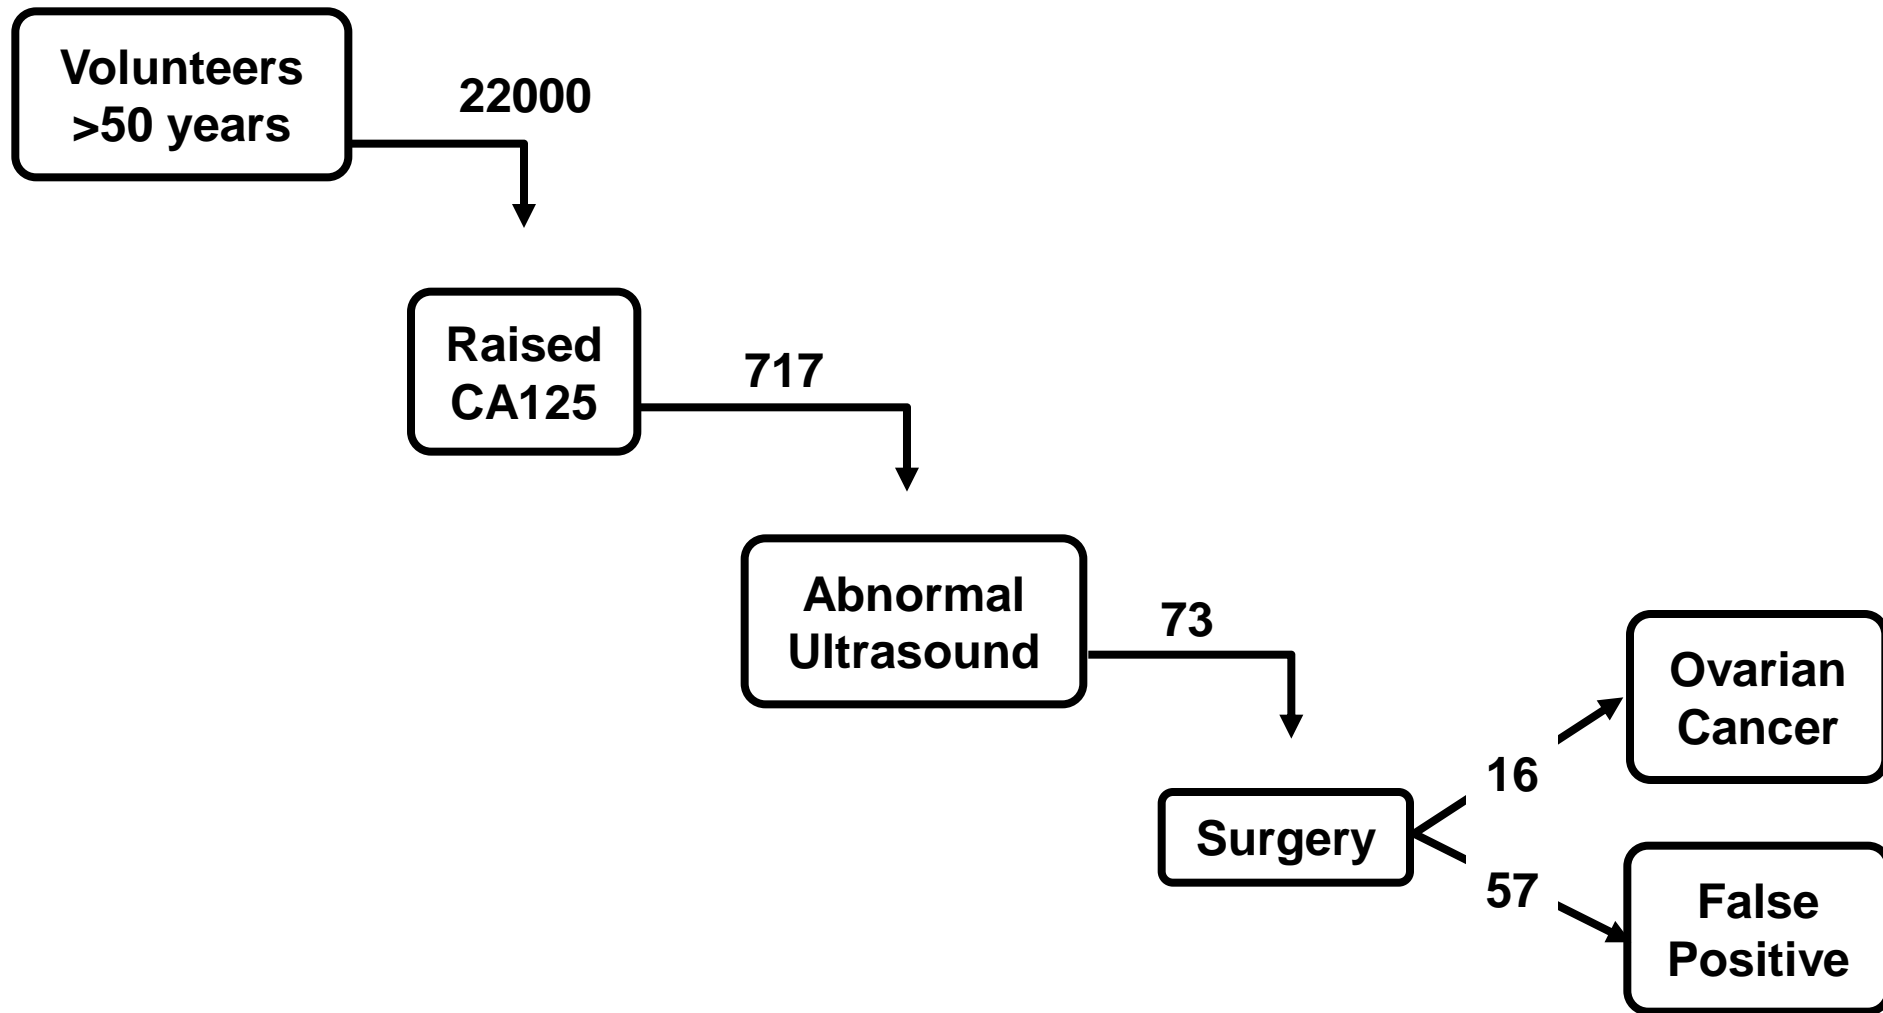 Volunteers
>50 years
22000
Raised
CA125
717
Abnormal
Ultrasound
73
Surgery
16
Ovarian
Cancer
57
False
Positive